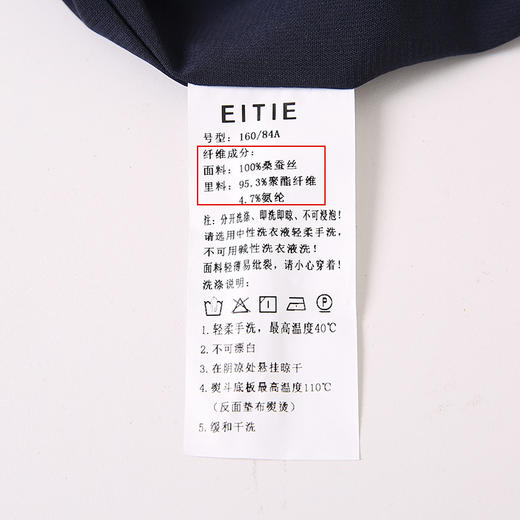 EITIE
号型: 160/84A
纤维成分:
面料: 100%桑蚕丝
里料: 95.3%聚酯纤维
4.7%氨纶
注: 分开洗涤、即洗即晾、不可浸泡!
请选用中性洗衣液轻柔手洗,
不可用碱性洗衣液洗!
面料轻薄易纰裂, 请小心穿着!
洗涤说明:
1. 轻柔手洗, 最高温度40℃
2. 不可漂白
3. 在阴凉处悬挂晾干
4. 熨斗底板最高温度110℃
(反面垫布熨烫)
5. 缓和干洗